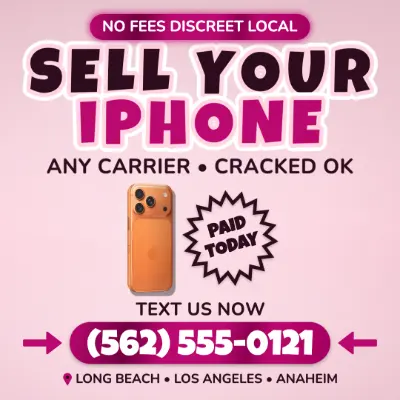 NO FEES DISCREET LOCAL
SELL YOUR
IPHONE
ANY CARRIER • CRACKED OK
PAID
TODAY
TEXT US NOW
(562) 555-0121
LONG BEACH • LOS ANGELES • ANAHEIM